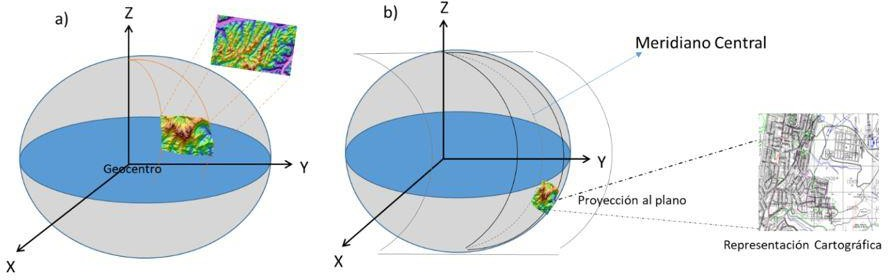 a)
Z
Geocentro
Y
X
b)
Z
Meridiano Central
Y
Proyección al plano
X
Representación Cartográfica